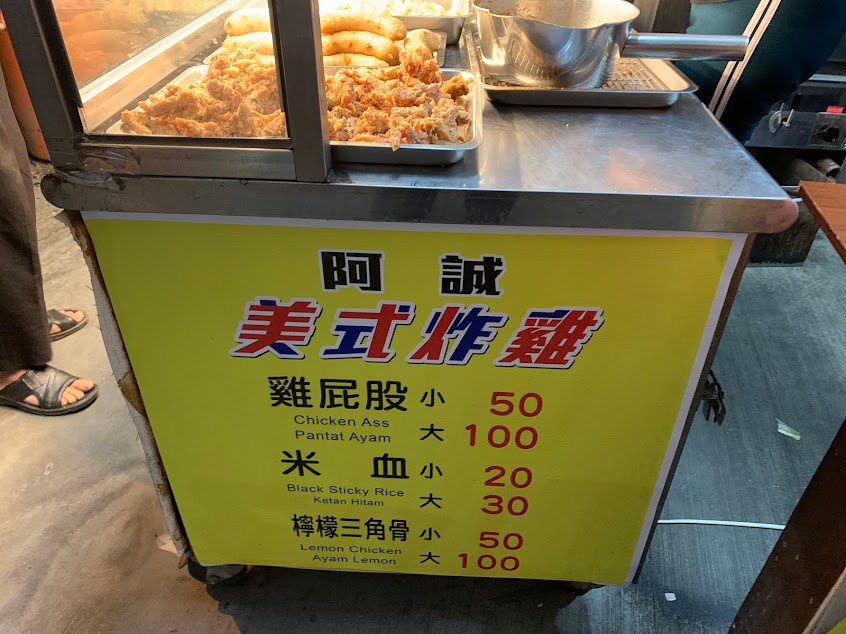 阿誠
美式炸雞
雞屁股 小 50
Chicken Ass
Pantat Ayam 大 100
米血 小 20
Black Sticky Rice
Ketan Hitam 大 30
檸檬三角骨 小 50
Lemon Chicken
Ayam Lemon 大 100